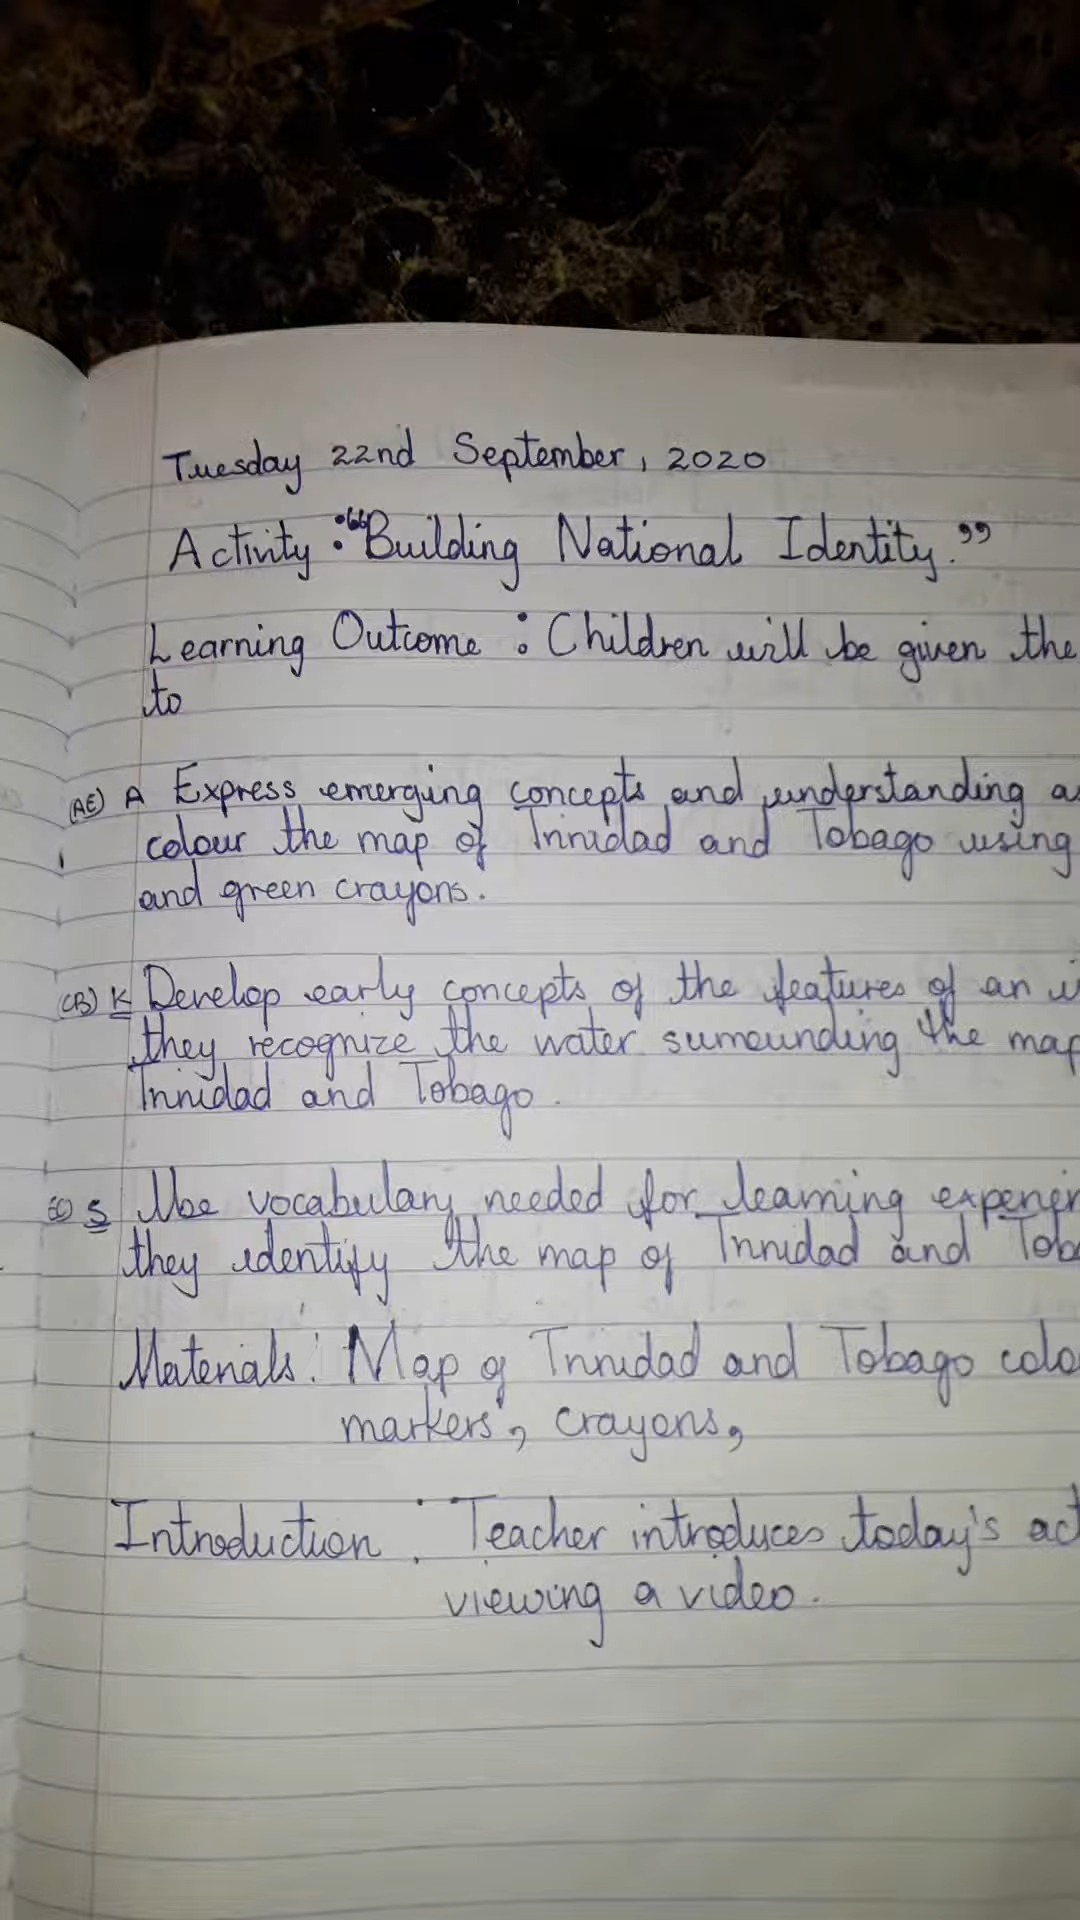 Tuesday 22nd September, 2020
Activity : "Building National Identity."
Learning Outcome : Children will be given the
to
(AE) A Express emerging concepts and understanding as
colour the map of Trinidad and Tobago using
and green crayons.
(CB) K Develop early concepts of the features of an
they recognize the water surrounding the map
Trinidad and Tobago.
S Use vocabulary needed for learning
they identify the map of Trinidad and
Materials : Map of Trinidad and Tobago
markers, crayons,
Introduction : Teacher introduces today's
viewing a video.